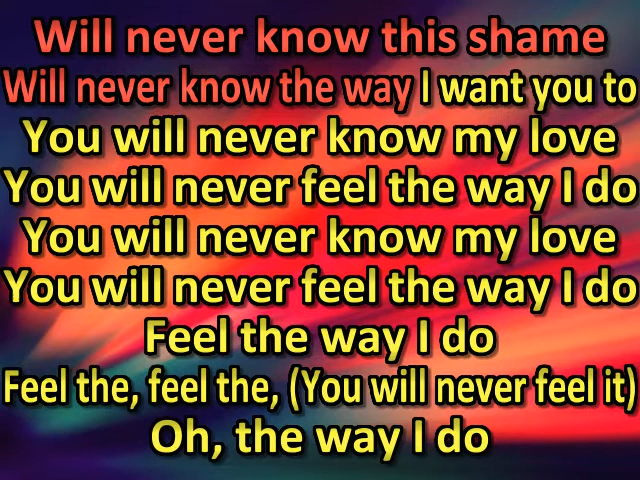 Will never know this shame
Will never know the way I want you to
You will never know my love
You will never feel the way I do
You will never know my love
You will never feel the way I do
Feel the way I do
Feel the, feel the, (You will never feel it)
Oh, the way I do